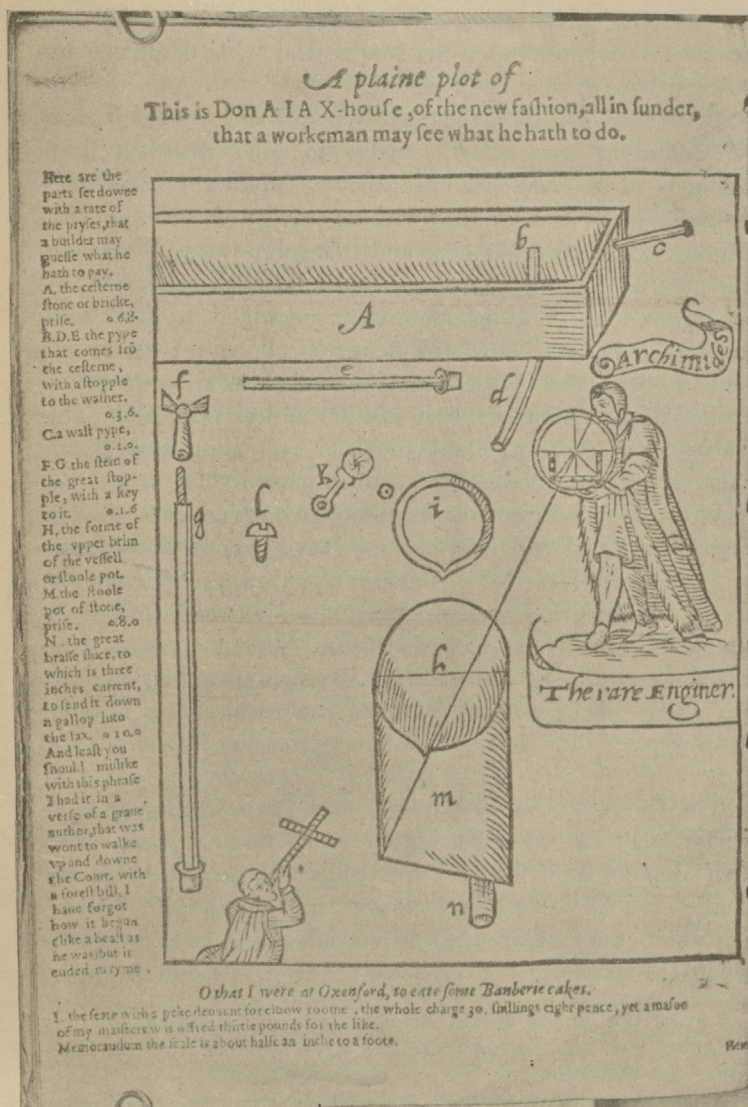 A plaine plot of
This is Don A I A X-houſe, of the new faſhion, all in ſunder,
that a workeman may ſee what he hath to do.
Here are the
parts ſet downe
with a rate of
the pryſes, that
a builder may
gueſſe what he
hath to pay.
A. the ceſterne
ſtone or bricke,
priſe. 0.6.8.
B.D.E the pype
that comes frõ
the ceſterne,
with a ſtopple
to the waſher.
0.3.6.
C. a waſt pype,
0.1.0.
F.G the ſtem of
the great ſtop-
ple, with a key
to it. 0.1.6
H, the forme of
the vpper brim
of the veſſell
or ſtoole pot.
M. the ſtoole
pot of ſtone,
priſe. 0.8.0
N. the great
braſſe ſluce, to
which is three
inches current,
to ſend it down
a gallop into
the Iax. 0 10.0
And leaſt you
ſhould miſlike
with this phraſe
I had it in a
verſe of a graue
author, that was
wont to walke
vp and downe
the Court, with
a foreſt bill, I
haue forgot
how it began
(like a beaſt as
he was) but it
ended in ryme.
b
c
A
Archimides
e
f
d
K
l
i
g
h
The rare Enginer.
m
n
O that I were at Oxenford, to eate ſome Banberie cakes.
I. the ſeate with a peke deuant for elbow roome, the whole charge 30. ſhillings eight pence, yet a maſon
of my maiſters was offred thirtie pounds for the like.
Memorandum the ſcale is about halfe an inche to a foote.